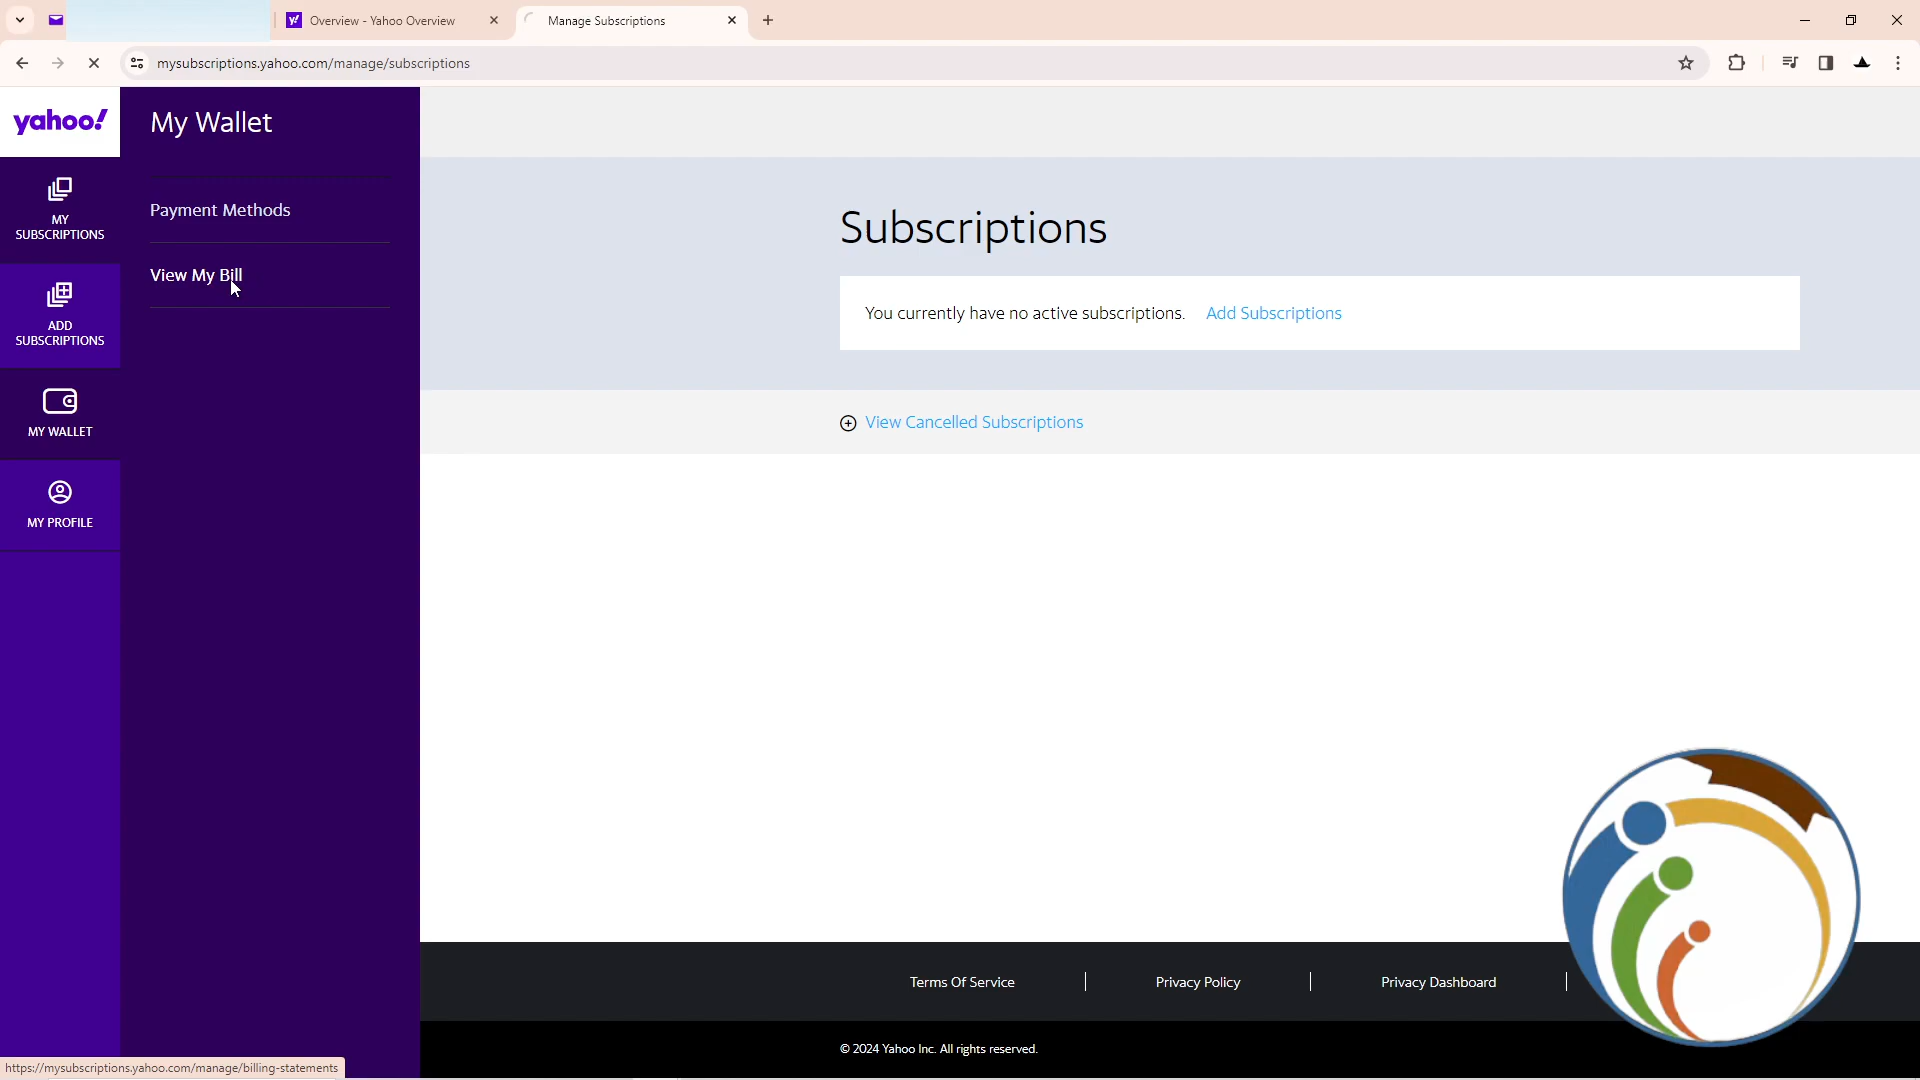 Overview - Yahoo Overview
Manage Subscriptions
mysubscriptions.yahoo.com/manage/subscriptions
yahoo!
MY
SUBSCRIPTIONS
ADD
SUBSCRIPTIONS
MY WALLET
MY PROFILE
My Wallet
Payment Methods
View My Bill
Subscriptions
You currently have no active subscriptions. Add Subscriptions
View Cancelled Subscriptions
Terms Of Service
Privacy Policy
Privacy Dashboard
© 2024 Yahoo Inc. All rights reserved.
https://mysubscriptions.yahoo.com/manage/billing-statements